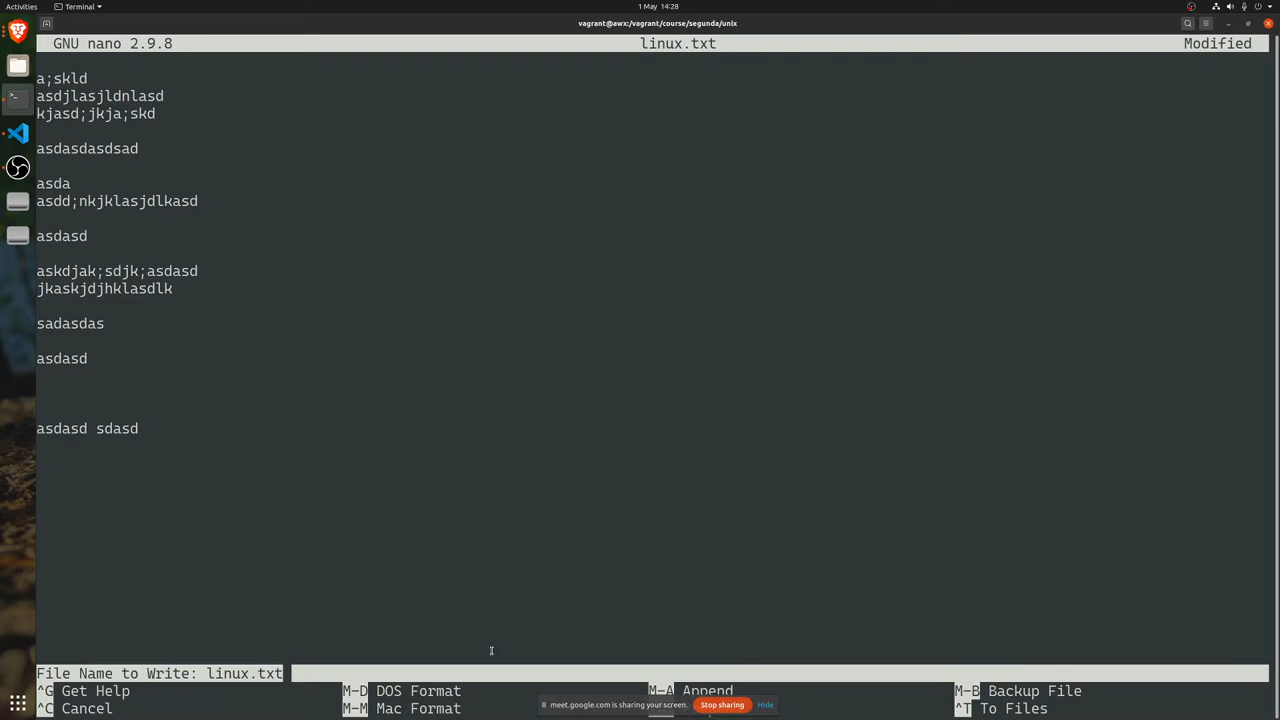 Activities
Terminal
1 May 14:28
vagrant@awx:/vagrant/course/segunda/unix
GNU nano 2.9.8 linux.txt Modified
a;skld
asdjlasjldnlasd
kjasd;jkja;skd
asdasdasdsad
asda
asdd;nkjklasjdlkasd
asdasd
askdjak;sdjk;asdasd
jkaskjdjhklasdlk
sadasdas
asdasd
asdasd sdasd
File Name to Write: linux.txt
^G Get Help M-D DOS Format M-A Append M-B Backup File
^C Cancel M-M Mac Format ^T To Files
meet.google.com is sharing your screen. Stop sharing Hide